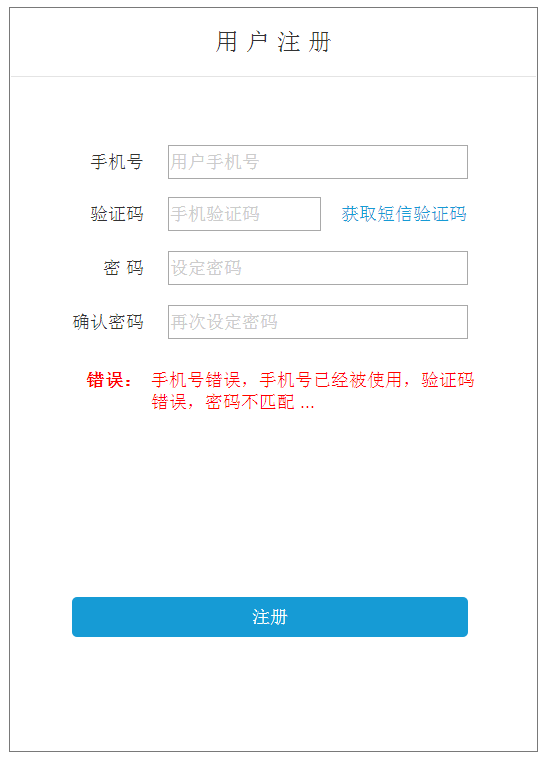 用 户 注 册
手机号 用户手机号
验证码 手机验证码 获取短信验证码
密 码 设定密码
确认密码 再次设定密码
错误： 手机号错误，手机号已经被使用，验证码
错误，密码不匹配 ...
注册